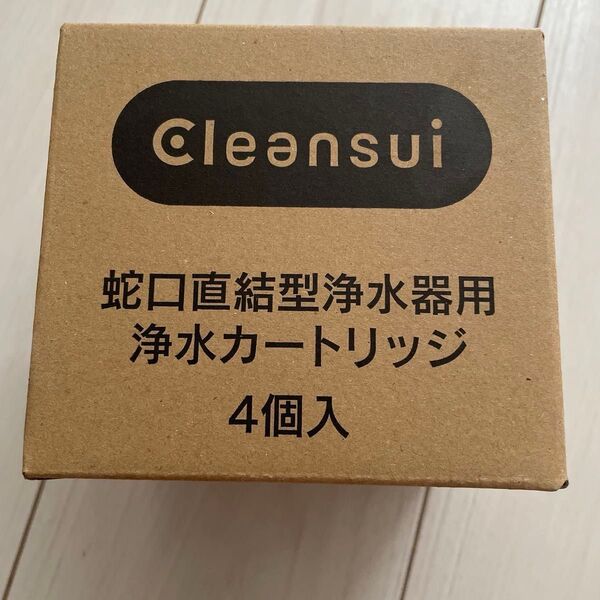 Cleansui
蛇口直結型浄水器用
浄水カートリッジ
4個入